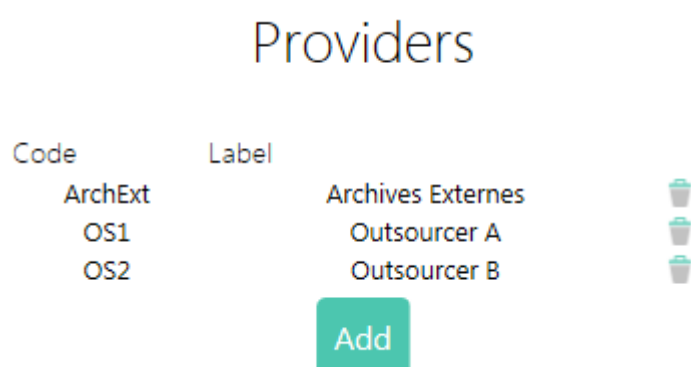 Providers
Code Label
ArchExt Archives Externes
OS1 Outsourcer A
OS2 Outsourcer B
Add